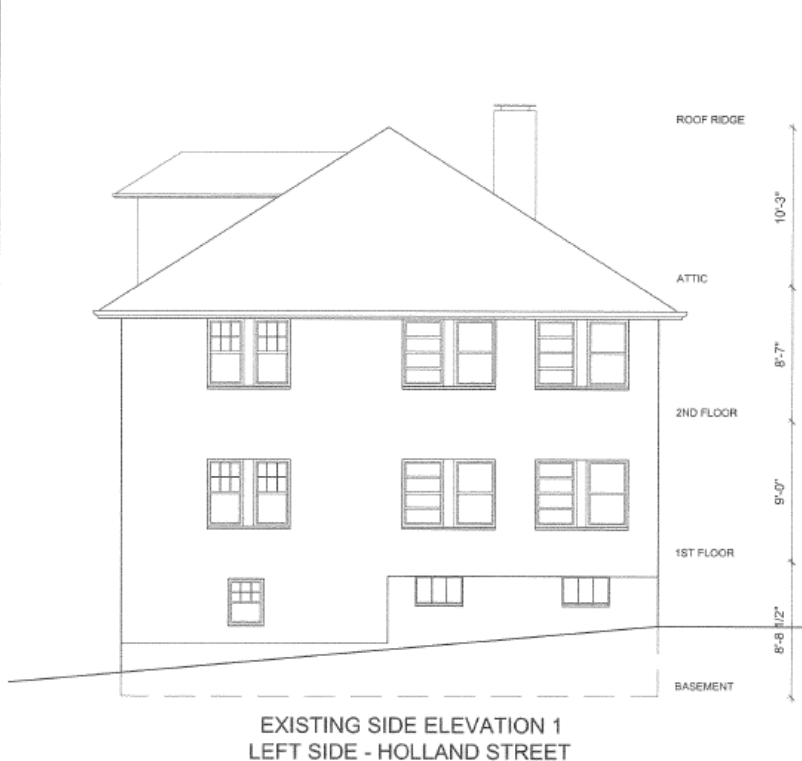 ROOF RIDGE
10'-3"
ATTIC
8'-7"
2ND FLOOR
9'-0"
1ST FLOOR
8'-8 1/2"
BASEMENT
EXISTING SIDE ELEVATION 1
LEFT SIDE - HOLLAND STREET